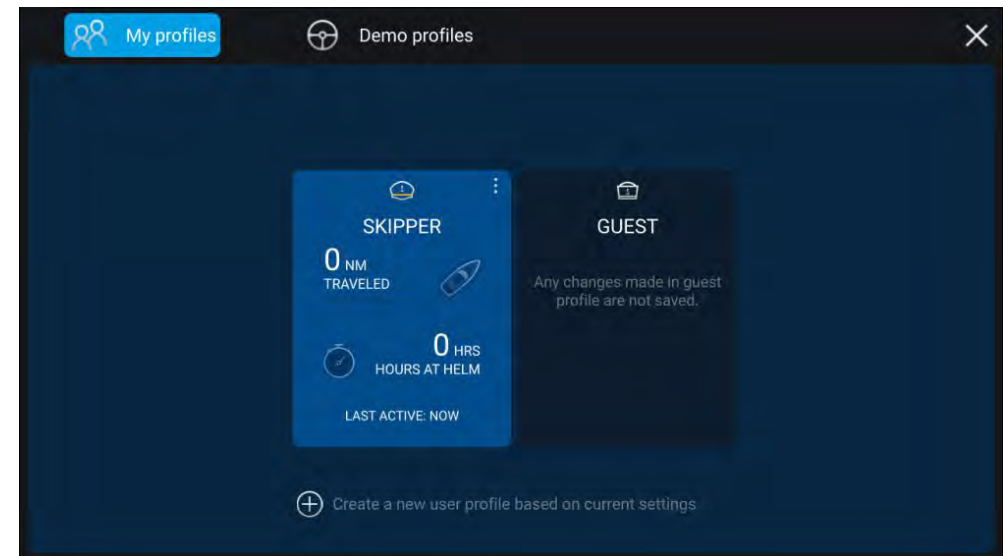 My profiles
Demo profiles
SKIPPER
0 NM
TRAVELED
0 HRS
HOURS AT HELM
LAST ACTIVE: NOW
GUEST
Any changes made in guest
profile are not saved.
Create a new user profile based on current settings